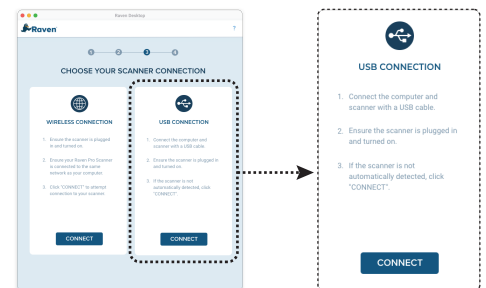 Raven Desktop
Raven
?
1 2 3 4
CHOOSE YOUR SCANNER CONNECTION
WIRELESS CONNECTION
1. Ensure the scanner is plugged
in and turned on.
2. Ensure your Raven Pro Scanner
is connected to the same
network as your computer.
3. Click "CONNECT" to attempt
connection to your scanner.
CONNECT
USB CONNECTION
1. Connect the computer and
scanner with a USB cable.
2. Ensure the scanner is plugged in
and turned on.
3. If the scanner is not
automatically detected, click
"CONNECT".
CONNECT
USB CONNECTION
1. Connect the computer and
scanner with a USB cable.
2. Ensure the scanner is plugged in
and turned on.
3. If the scanner is not
automatically detected, click
"CONNECT".
CONNECT